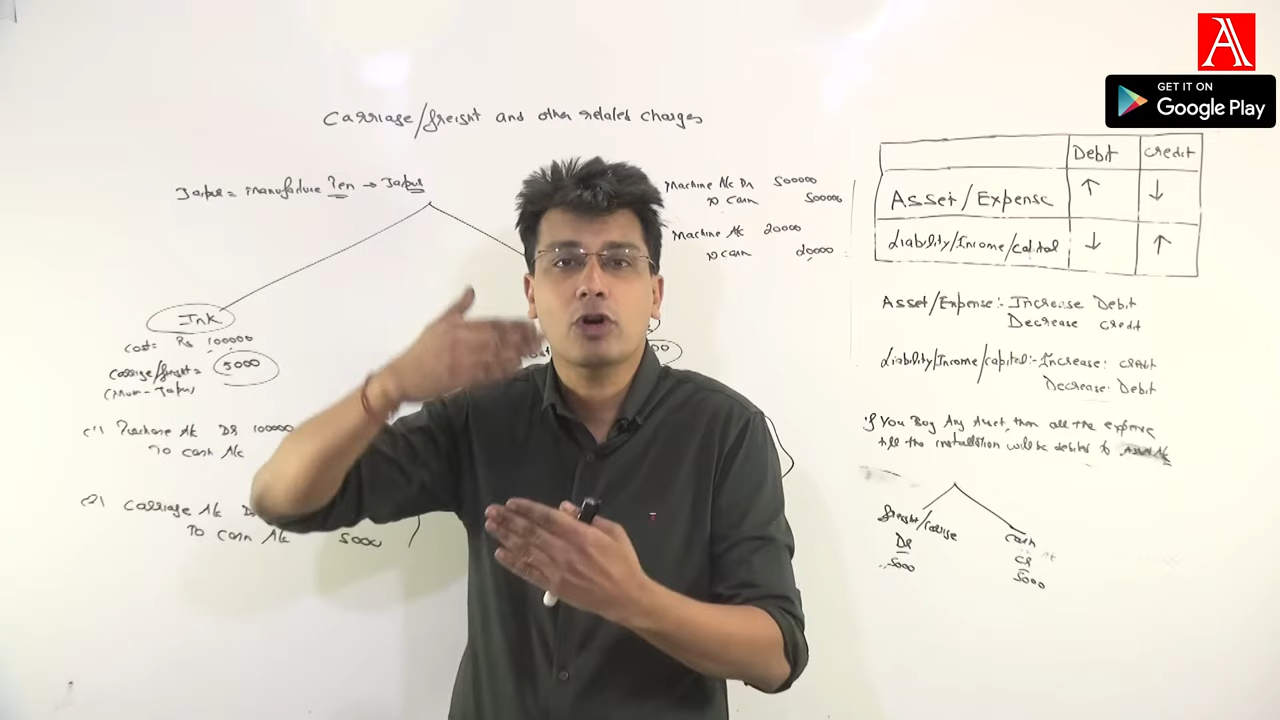 GET IT ON
Google Play
Carriage/freight and other related charges
Jaipur = manufacture Pen → Jaipur
Ink
Cost = Rs 100000
Carriage/freight = 5000
(Mum - Jaipur)
(1) Purchase A/c DR 100000
To cash A/c
(2) Carriage A/c D
To cash A/c 5000
Machine A/c Dr 500000
To cash 500000
Machine A/c 20000
To cash 20000
Debit Credit
Asset/Expense ↑ ↓
Liability/Income/Capital ↓ ↑
Asset/Expense:- Increase Debit
Decrease Credit
Liability/Income/Capital:- Increase: Credit
Decrease: Debit
If You Buy Any Asset, then all the expense
till the installation will be debited to Asset A/c
freight/carriage cash
DR CR
5000 5000